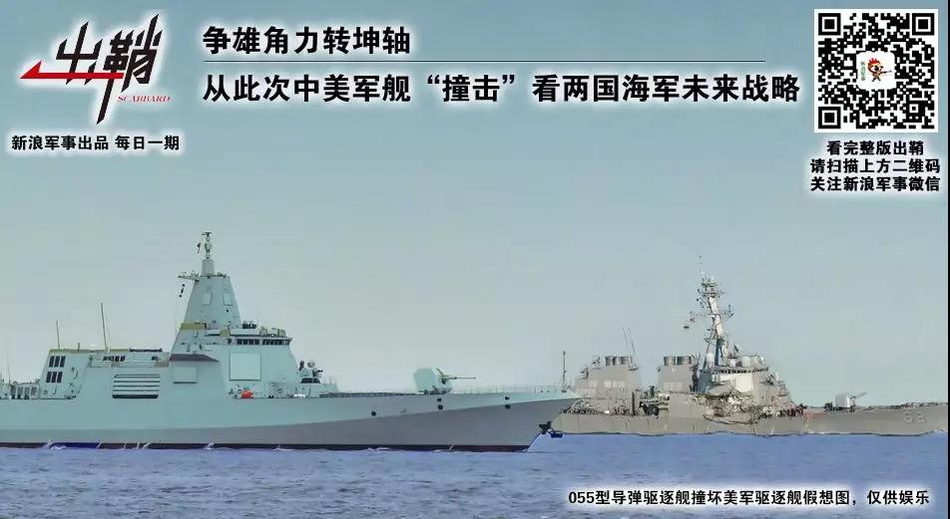 出鞘
SCABBARD
新浪军事出品 每日一期
争雄角力转坤轴
从此次中美军舰“撞击”看两国海军未来战略
看完整版出鞘
请扫描上方二维码
关注新浪军事微信
055型导弹驱逐舰撞坏美军驱逐舰假想图，仅供娱乐